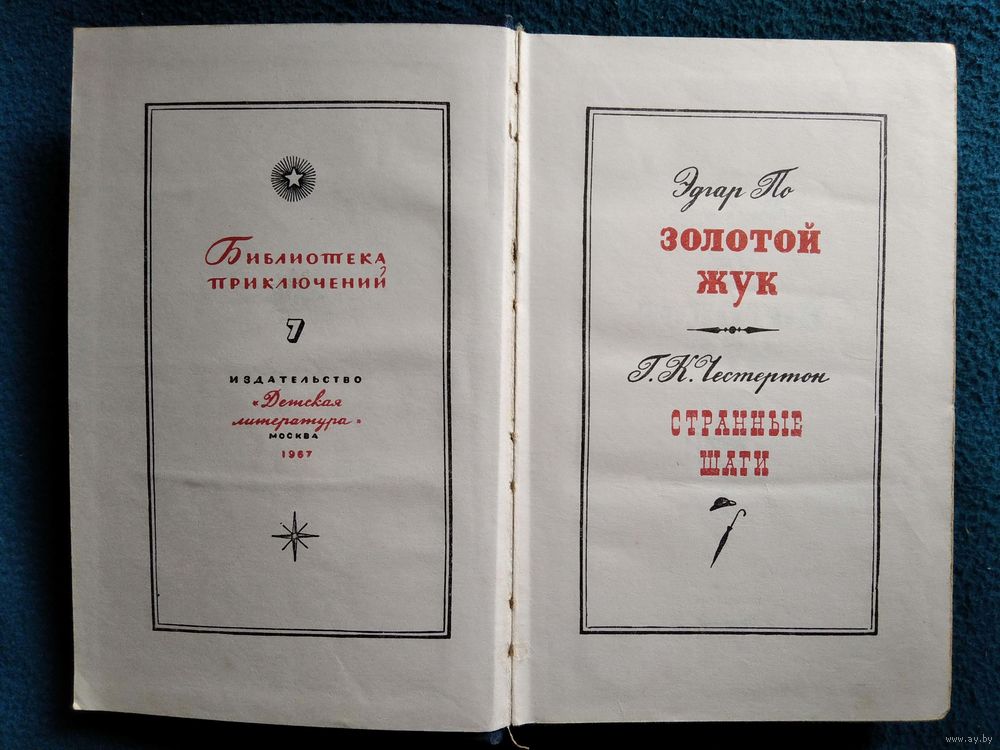 Библиотека
приключений
7
ИЗДАТЕЛЬСТВО
«Детская
литература»
МОСКВА
1967
Эдгар По
ЗОЛОТОЙ
ЖУК
Г. К. Честертон
СТРАННЫЕ
ШАГИ
www.ay.by